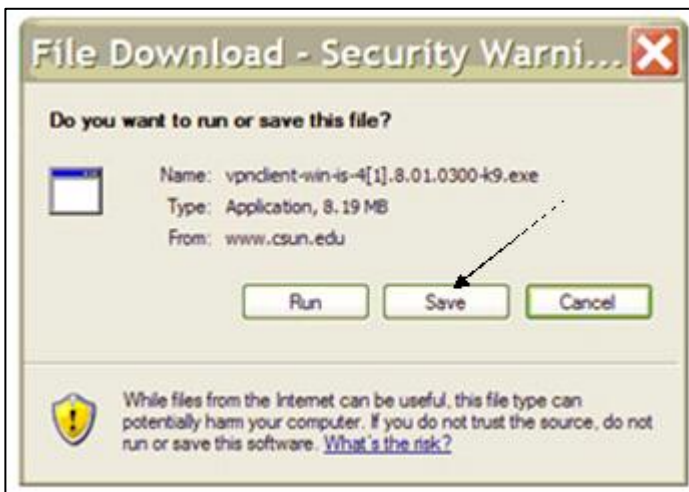 File Download - Security Warni...
Do you want to run or save this file?
Name: vpnclient-win-is-4[1].8.01.0300-k9.exe
Type: Application, 8.19 MB
From: www.csun.edu
Run Save Cancel
While files from the Internet can be useful, this file type can
potentially harm your computer. If you do not trust the source, do not
run or save this software. What's the risk?